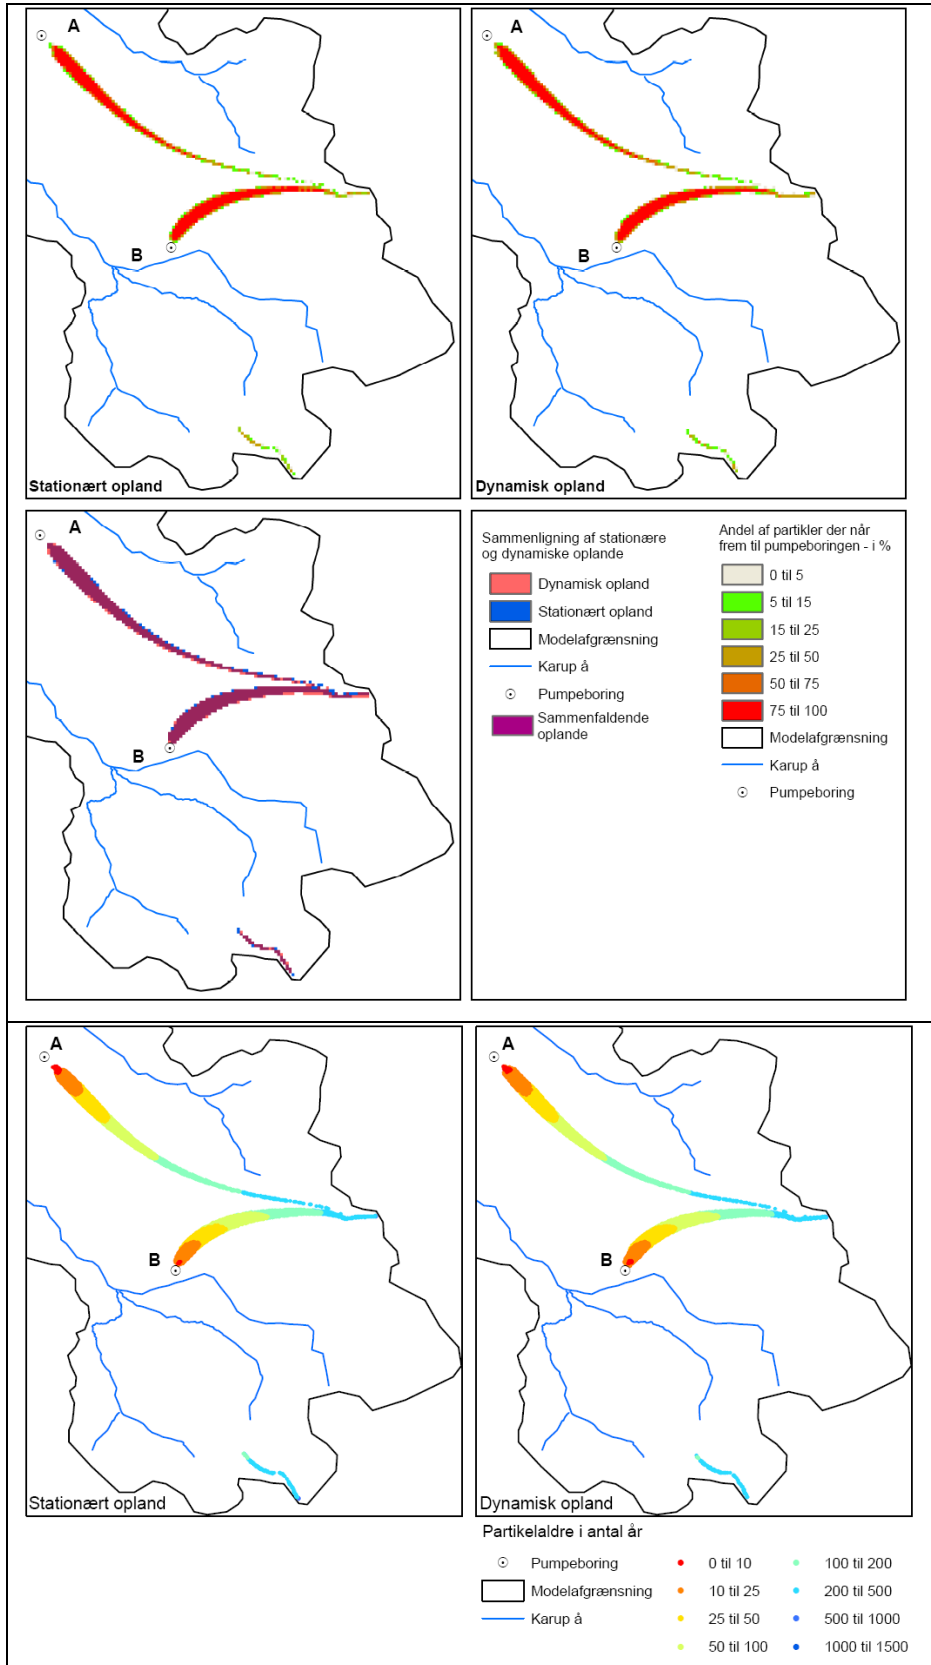 A
B
Stationært opland
A
B
Dynamisk opland
A
B
Sammenligning af stationære
og dynamiske oplande
Dynamisk opland
Stationært opland
Modelafgrænsning
Karup å
Pumpeboring
Sammenfaldende
oplande
Andel af partikler der når
frem til pumpeboringen - i %
0 til 5
5 til 15
15 til 25
25 til 50
50 til 75
75 til 100
Modelafgrænsning
Karup å
Pumpeboring
A
B
Stationært opland
A
B
Dynamisk opland
Partikelaldre i antal år
Pumpeboring
Modelafgrænsning
Karup å
0 til 10
10 til 25
25 til 50
50 til 100
100 til 200
200 til 500
500 til 1000
1000 til 1500